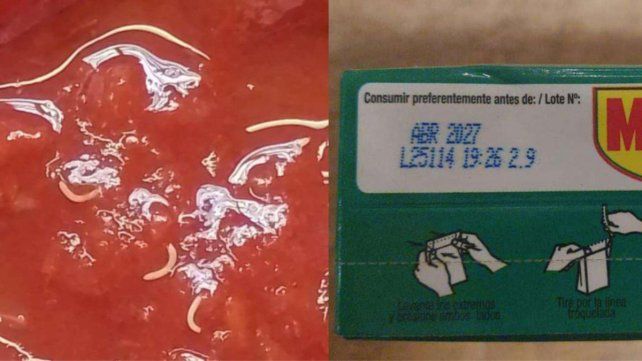 Consumir preferentemente antes de: / Lote Nº:
M
ABR 2027
L25114 19:26 2.9
Levante los extremos
y presione ambos lados
Tire por la línea
troquelada